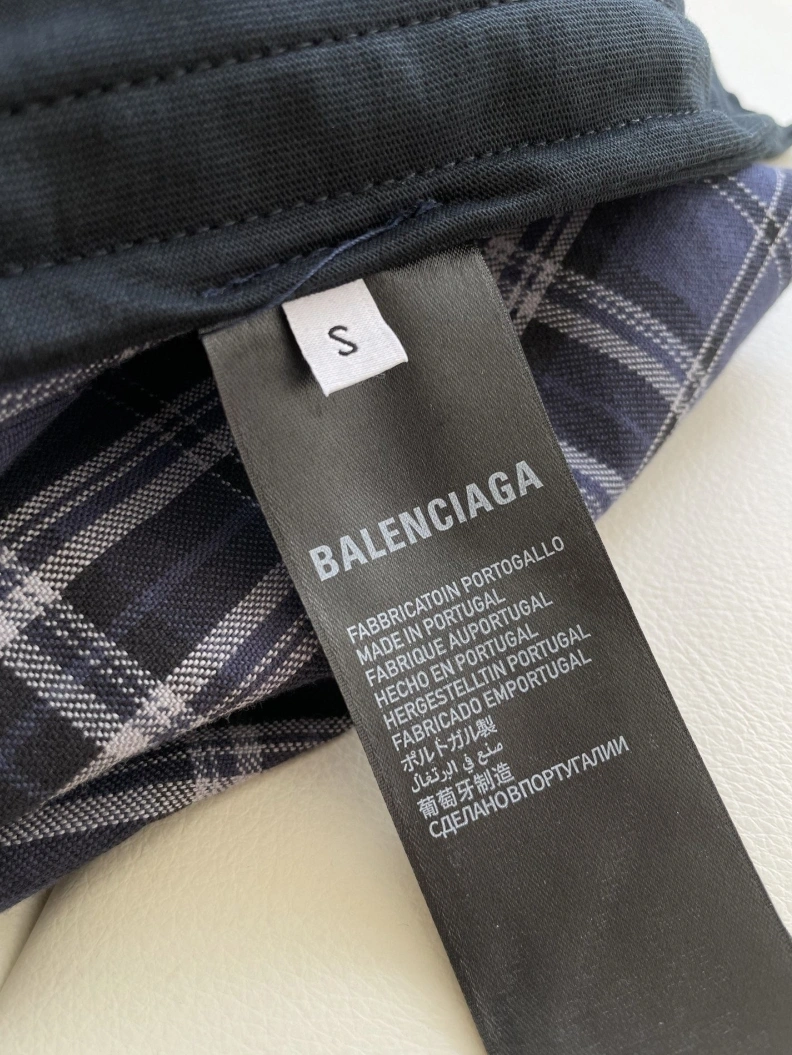 S
BALENCIAGA
FABBRICATOIN PORTOGALLO
MADE IN PORTUGAL
FABRIQUE AUPORTUGAL
HECHO EN PORTUGAL
HERGESTELLTIN PORTUGAL
FABRICADO EMPORTUGAL
ポルトガル製
صنع في البرتغال
葡萄牙制造
СДЕЛАНОВПОРТУГАЛИИ